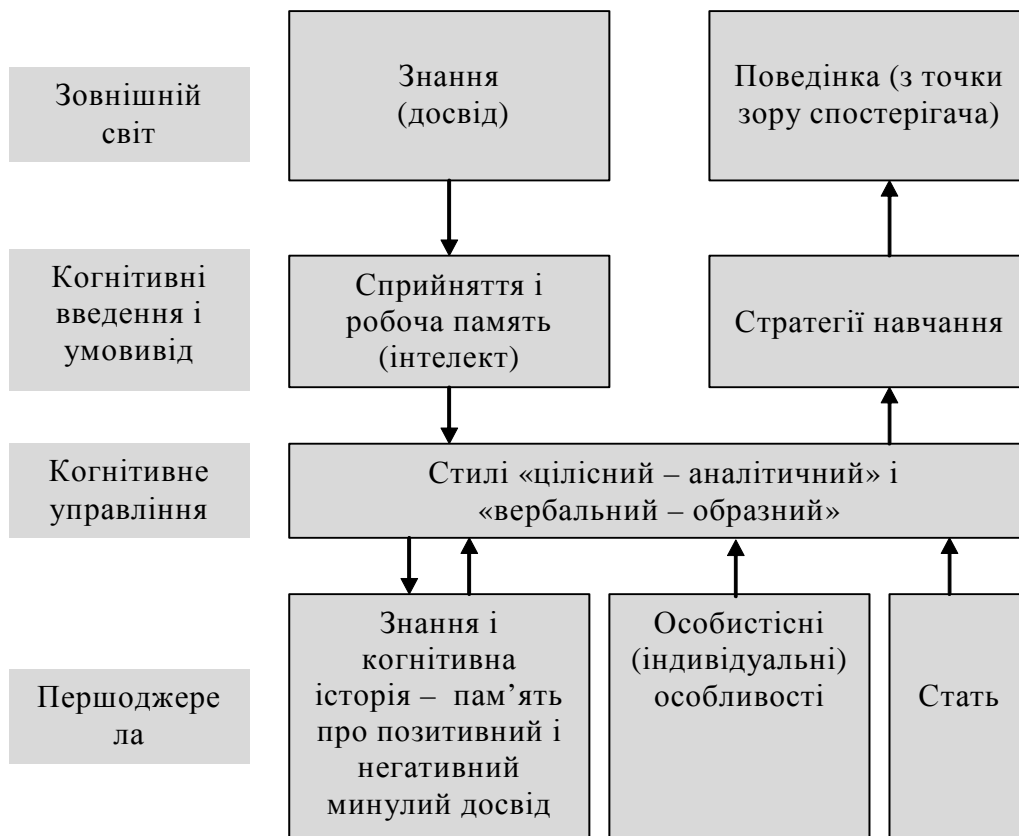 Зовнішній
світ
Знання
(досвід)
Поведінка (з точки
зору спостерігача)
Когнітивні
введення і
умовивід
Сприйняття і
робоча память
(інтелект)
Стратегії навчання
Когнітивне
управління
Стилі «цілісний – аналітичний» і
«вербальний – образний»
Першоджере
ла
Знання і
когнітивна
історія – пам’ять
про позитивний і
негативний
минулий досвід
Особистісні
(індивідуальні)
особливості
Стать